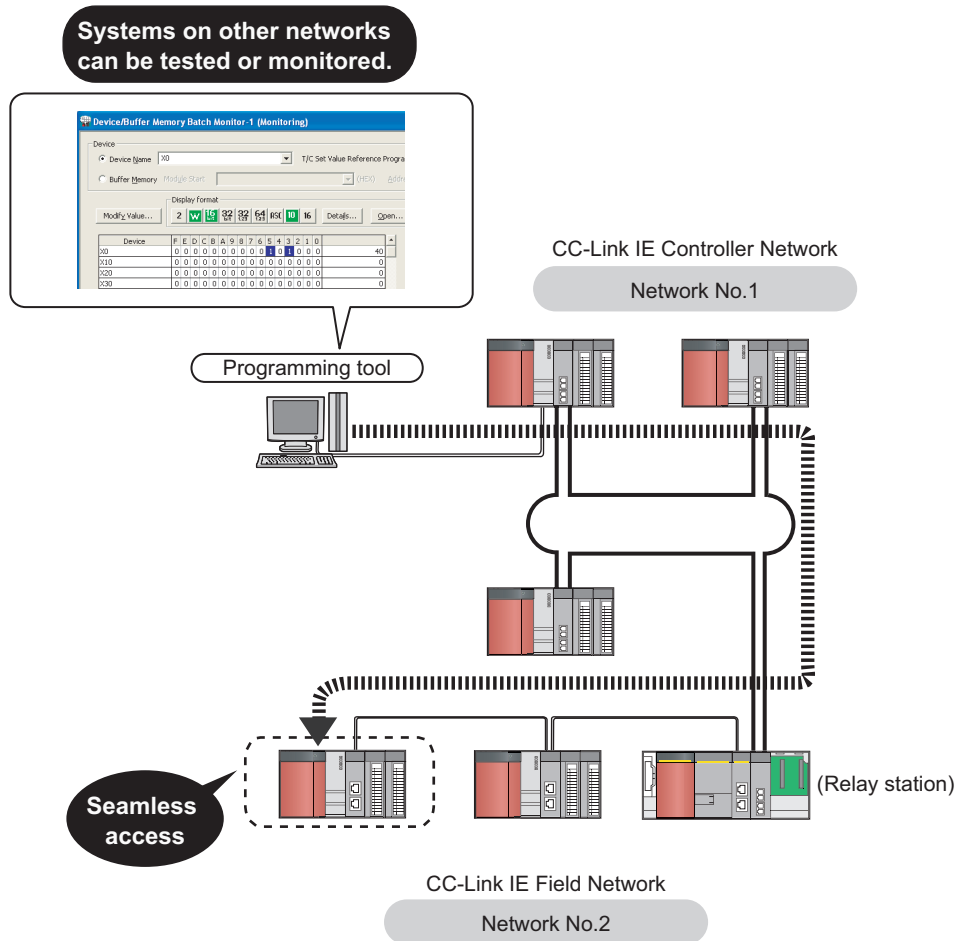 Systems on other networks
can be tested or monitored.
Device/Buffer Memory Batch Monitor-1 (Monitoring)
Device
Device Name X0 T/C Set Value Reference Progra
Buffer Memory Module Start (HEX) Addre
Display format
Modify Value... 2 W 16 32 32 64 ASC 10 16 Details... Open...
Device F E D C B A 9 8 7 6 5 4 3 2 1 0
X0 0 0 0 0 0 0 0 0 0 0 1 0 1 0 0 0 40
X10 0 0 0 0 0 0 0 0 0 0 0 0 0 0 0 0 0
X20 0 0 0 0 0 0 0 0 0 0 0 0 0 0 0 0 0
X30 0 0 0 0 0 0 0 0 0 0 0 0 0 0 0 0 0
CC-Link IE Controller Network
Network No.1
Programming tool
(Relay station)
Seamless
access
CC-Link IE Field Network
Network No.2